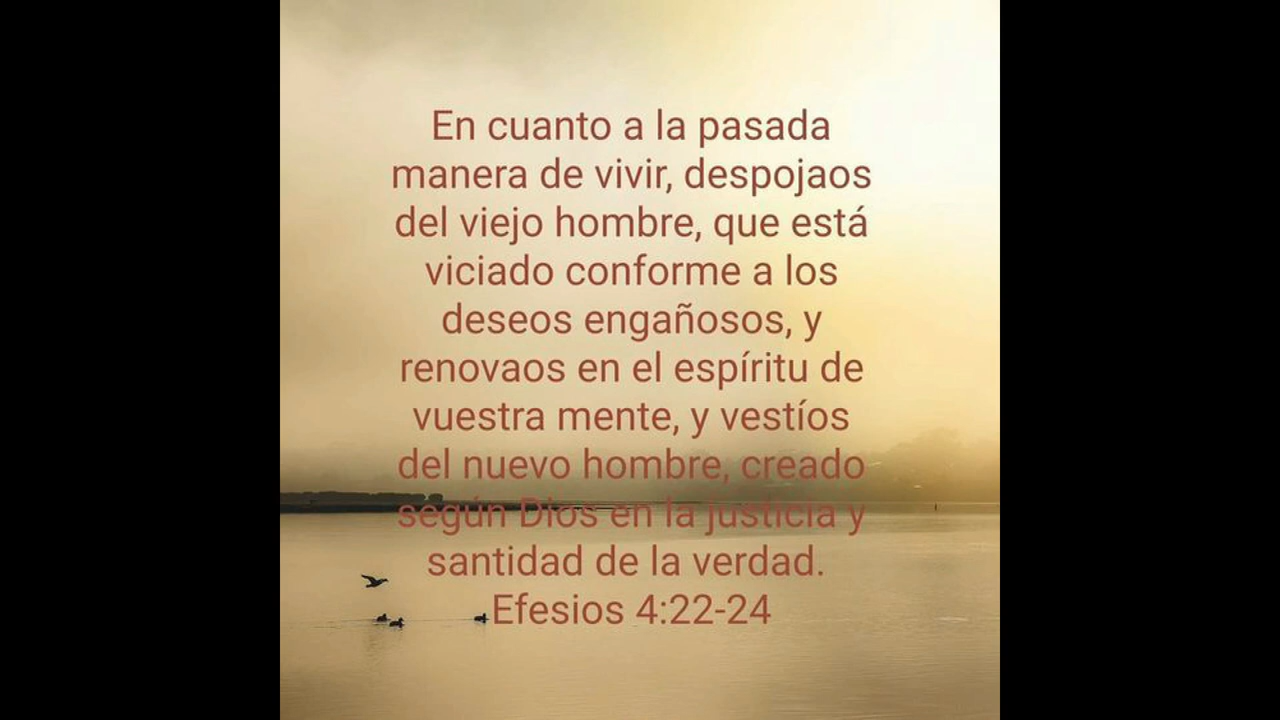 En cuanto a la pasada
manera de vivir, despojaos
del viejo hombre, que está
viciado conforme a los
deseos engañosos, y
renovaos en el espíritu de
vuestra mente, y vestíos
del nuevo hombre, creado
según Dios en la justicia y
santidad de la verdad.
Efesios 4:22-24